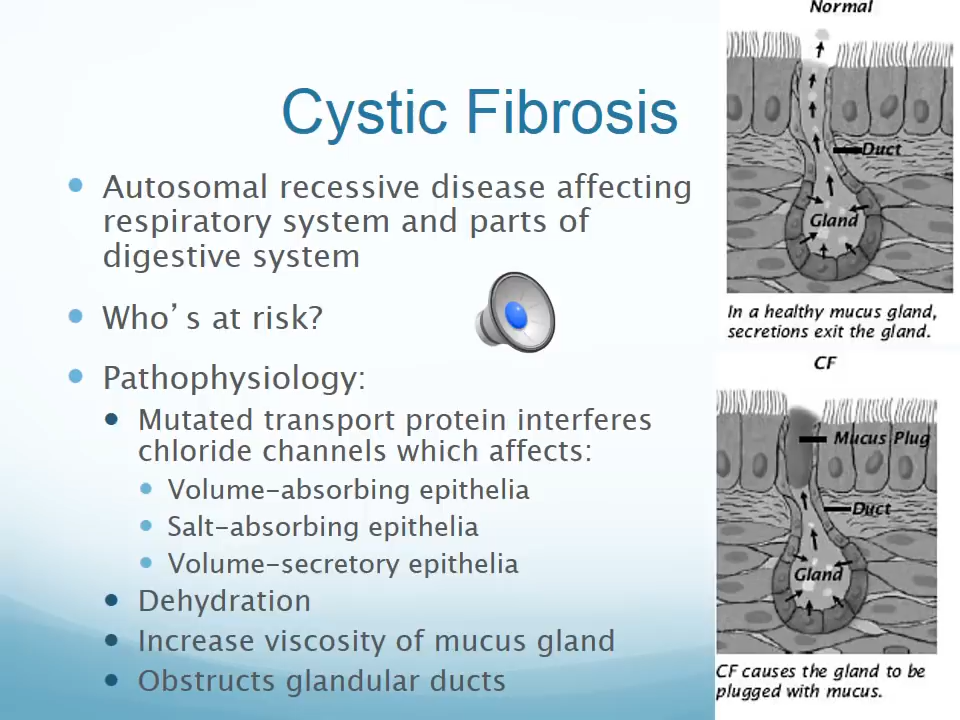 Cystic Fibrosis
Autosomal recessive disease affecting
respiratory system and parts of
digestive system
Who’s at risk?
Pathophysiology:
Mutated transport protein interferes
chloride channels which affects:
Volume-absorbing epithelia
Salt-absorbing epithelia
Volume-secretory epithelia
Dehydration
Increase viscosity of mucus gland
Obstructs glandular ducts
Normal
Duct
Gland
In a healthy mucus gland,
secretions exit the gland.
CF
Mucus Plug
Duct
Gland
CF causes the gland to be
plugged with mucus.